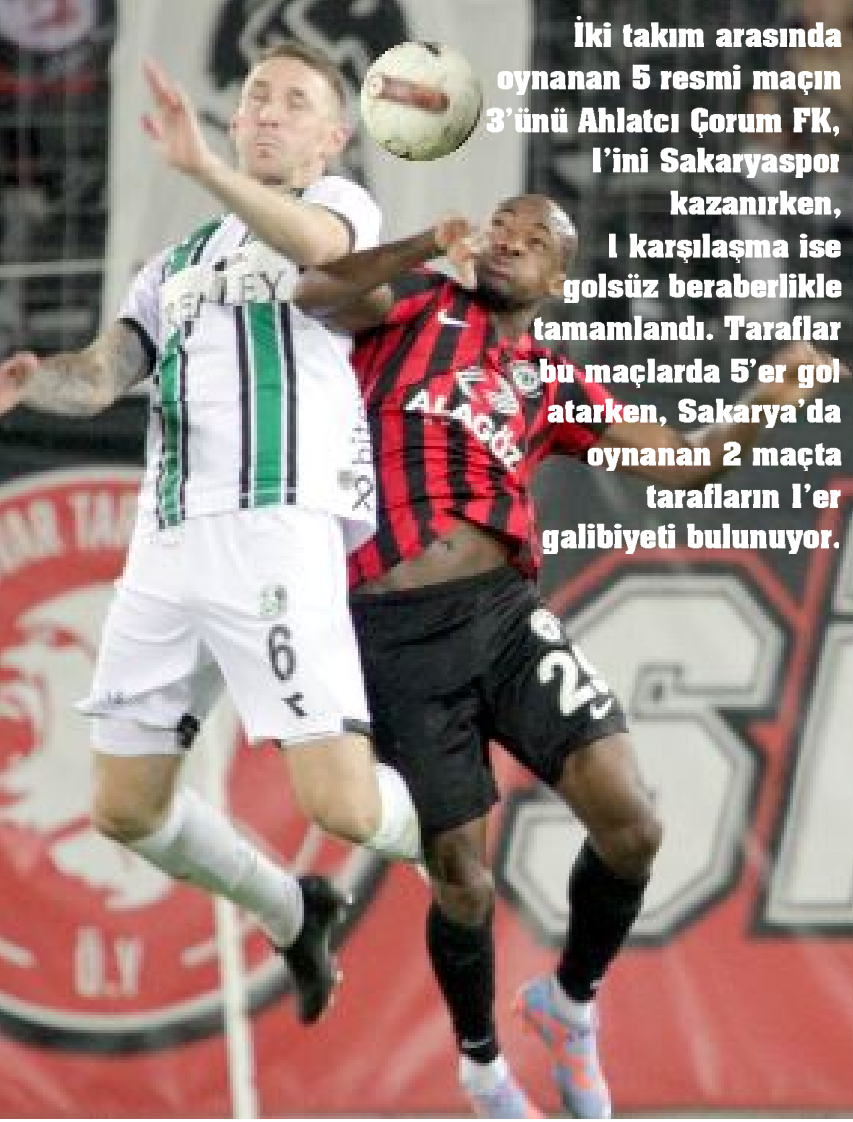 İki takım arasında
oynanan 5 resmi maçın
3’ünü Ahlatcı Çorum FK,
1’ini Sakaryaspor
kazanırken,
1 karşılaşma ise
golsüz beraberlikle
tamamlandı. Taraflar
bu maçlarda 5’er gol
atarken, Sakarya’da
oynanan 2 maçta
tarafların 1’er
galibiyeti bulunuyor.
ALAGÖZ
6
Ö.Y